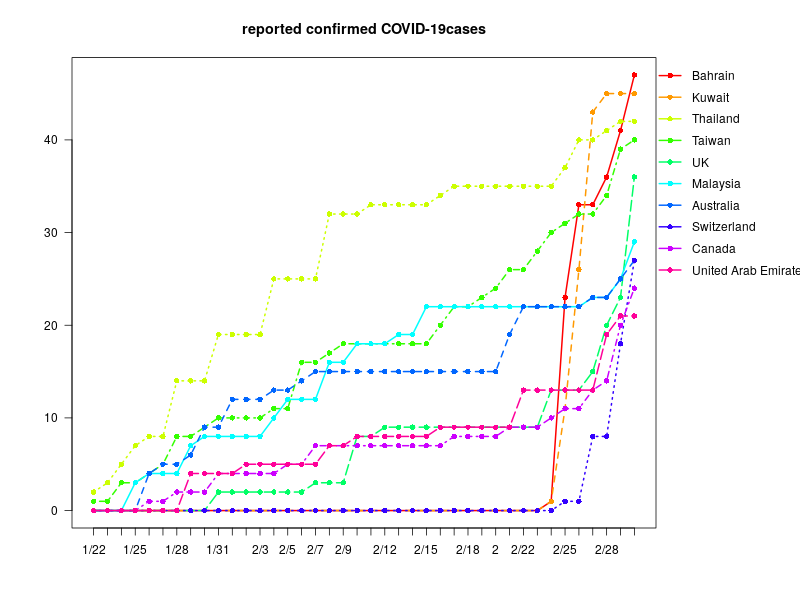 reported confirmed COVID-19cases
Bahrain
Kuwait
Thailand
Taiwan
UK
Malaysia
Australia
Switzerland
Canada
United Arab Emirate
40
30
20
10
0
1/22 1/25 1/28 1/31 2/3 2/5 2/7 2/9 2/12 2/15 2/18 2 2/22 2/25 2/28